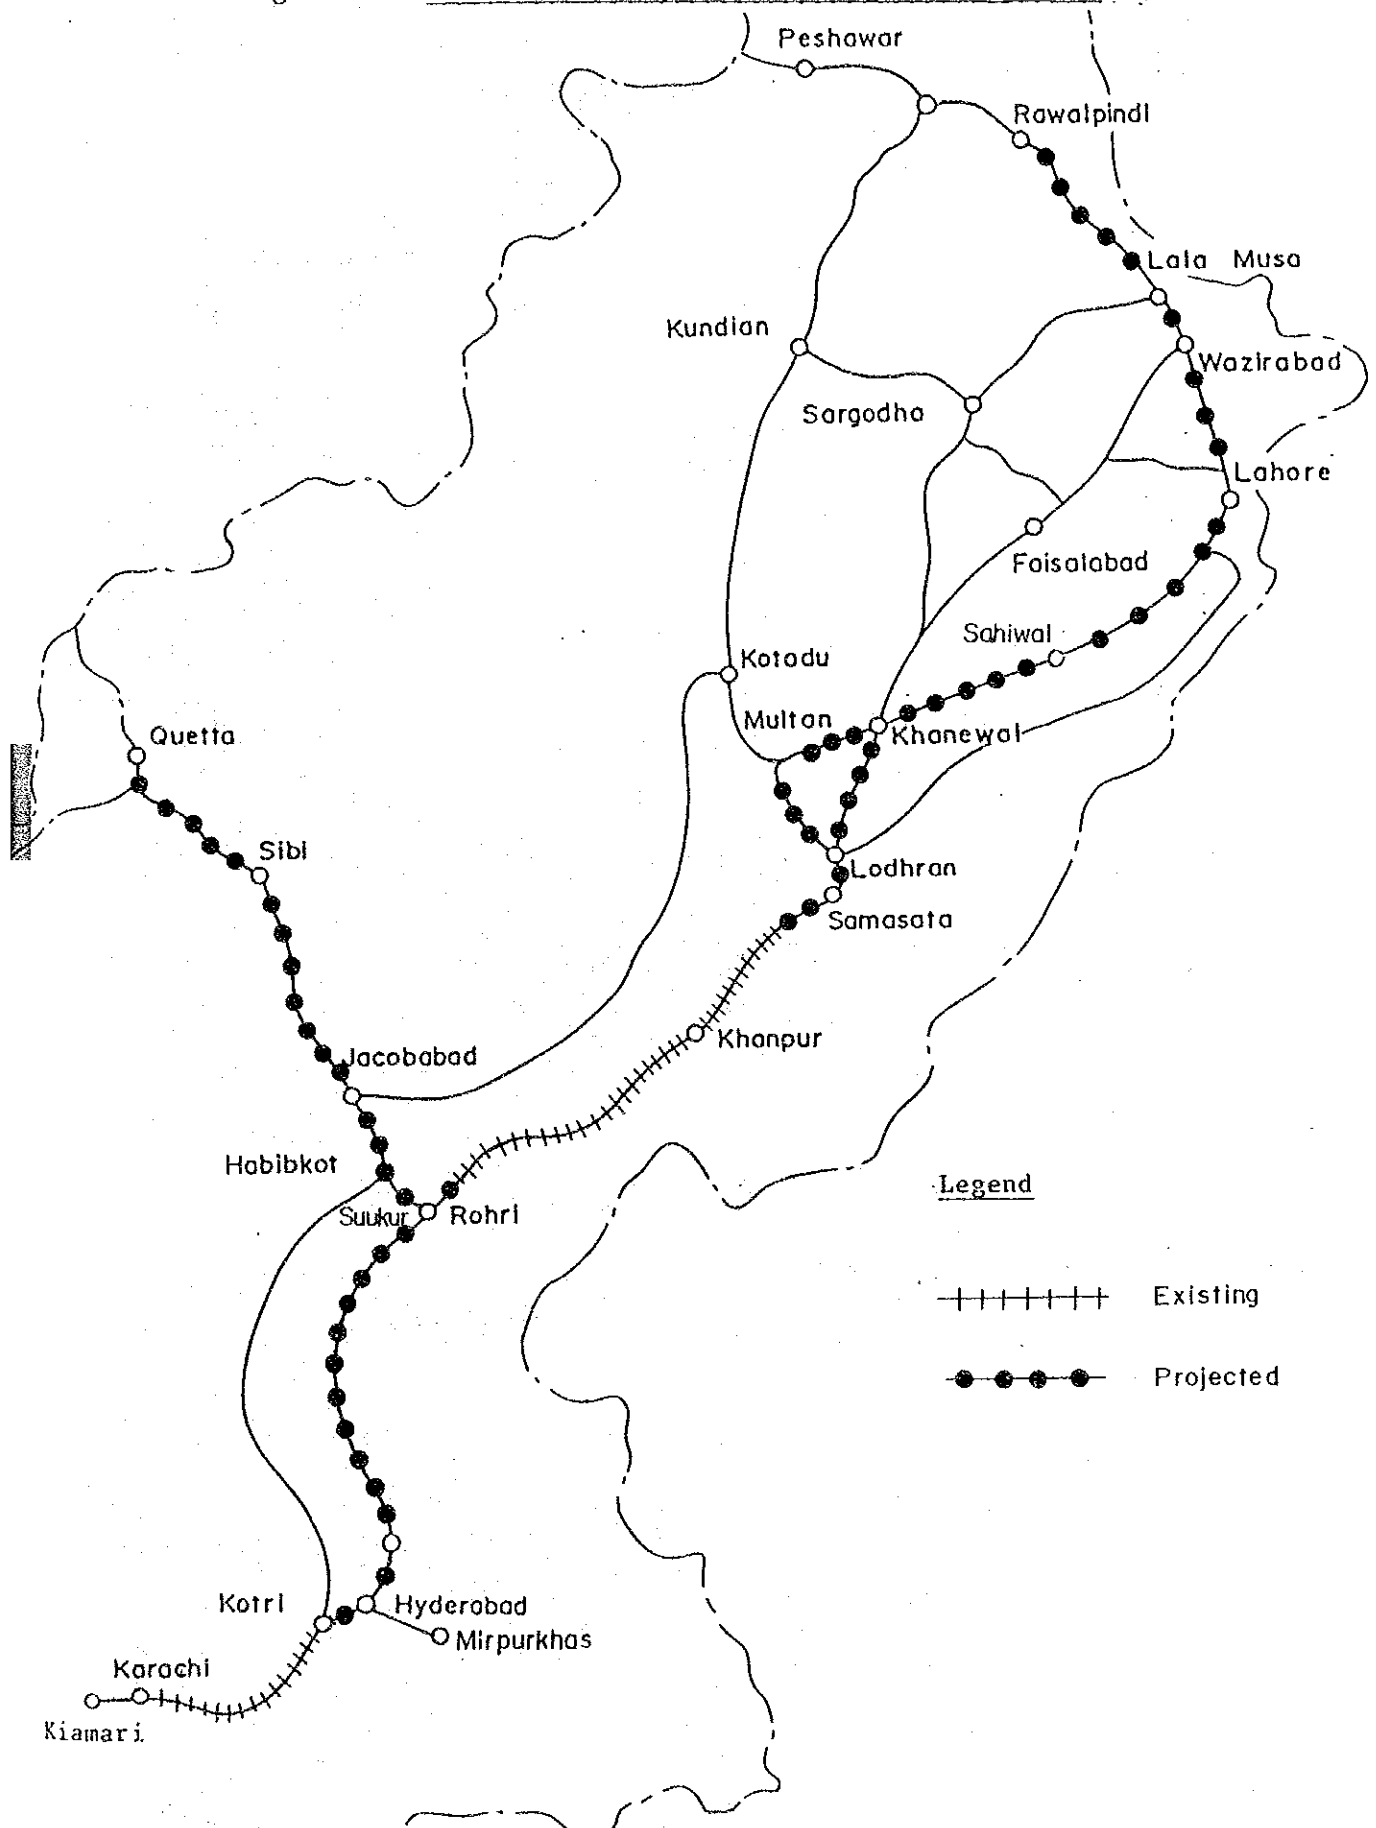 Peshawar
Rawalpindi
Lala Musa
Kundian
Wazirabad
Sargodha
Lahore
Faisalabad
Sahiwal
Kotadu
Multan
Khanewal
Quetta
Sibi
Lodhran
Samasata
Khanpur
Jacobabad
Habibkot
Legend
Suukur
Rohri
Existing
Projected
Kotri
Hyderabad
Mirpurkhas
Karachi
Kiamari